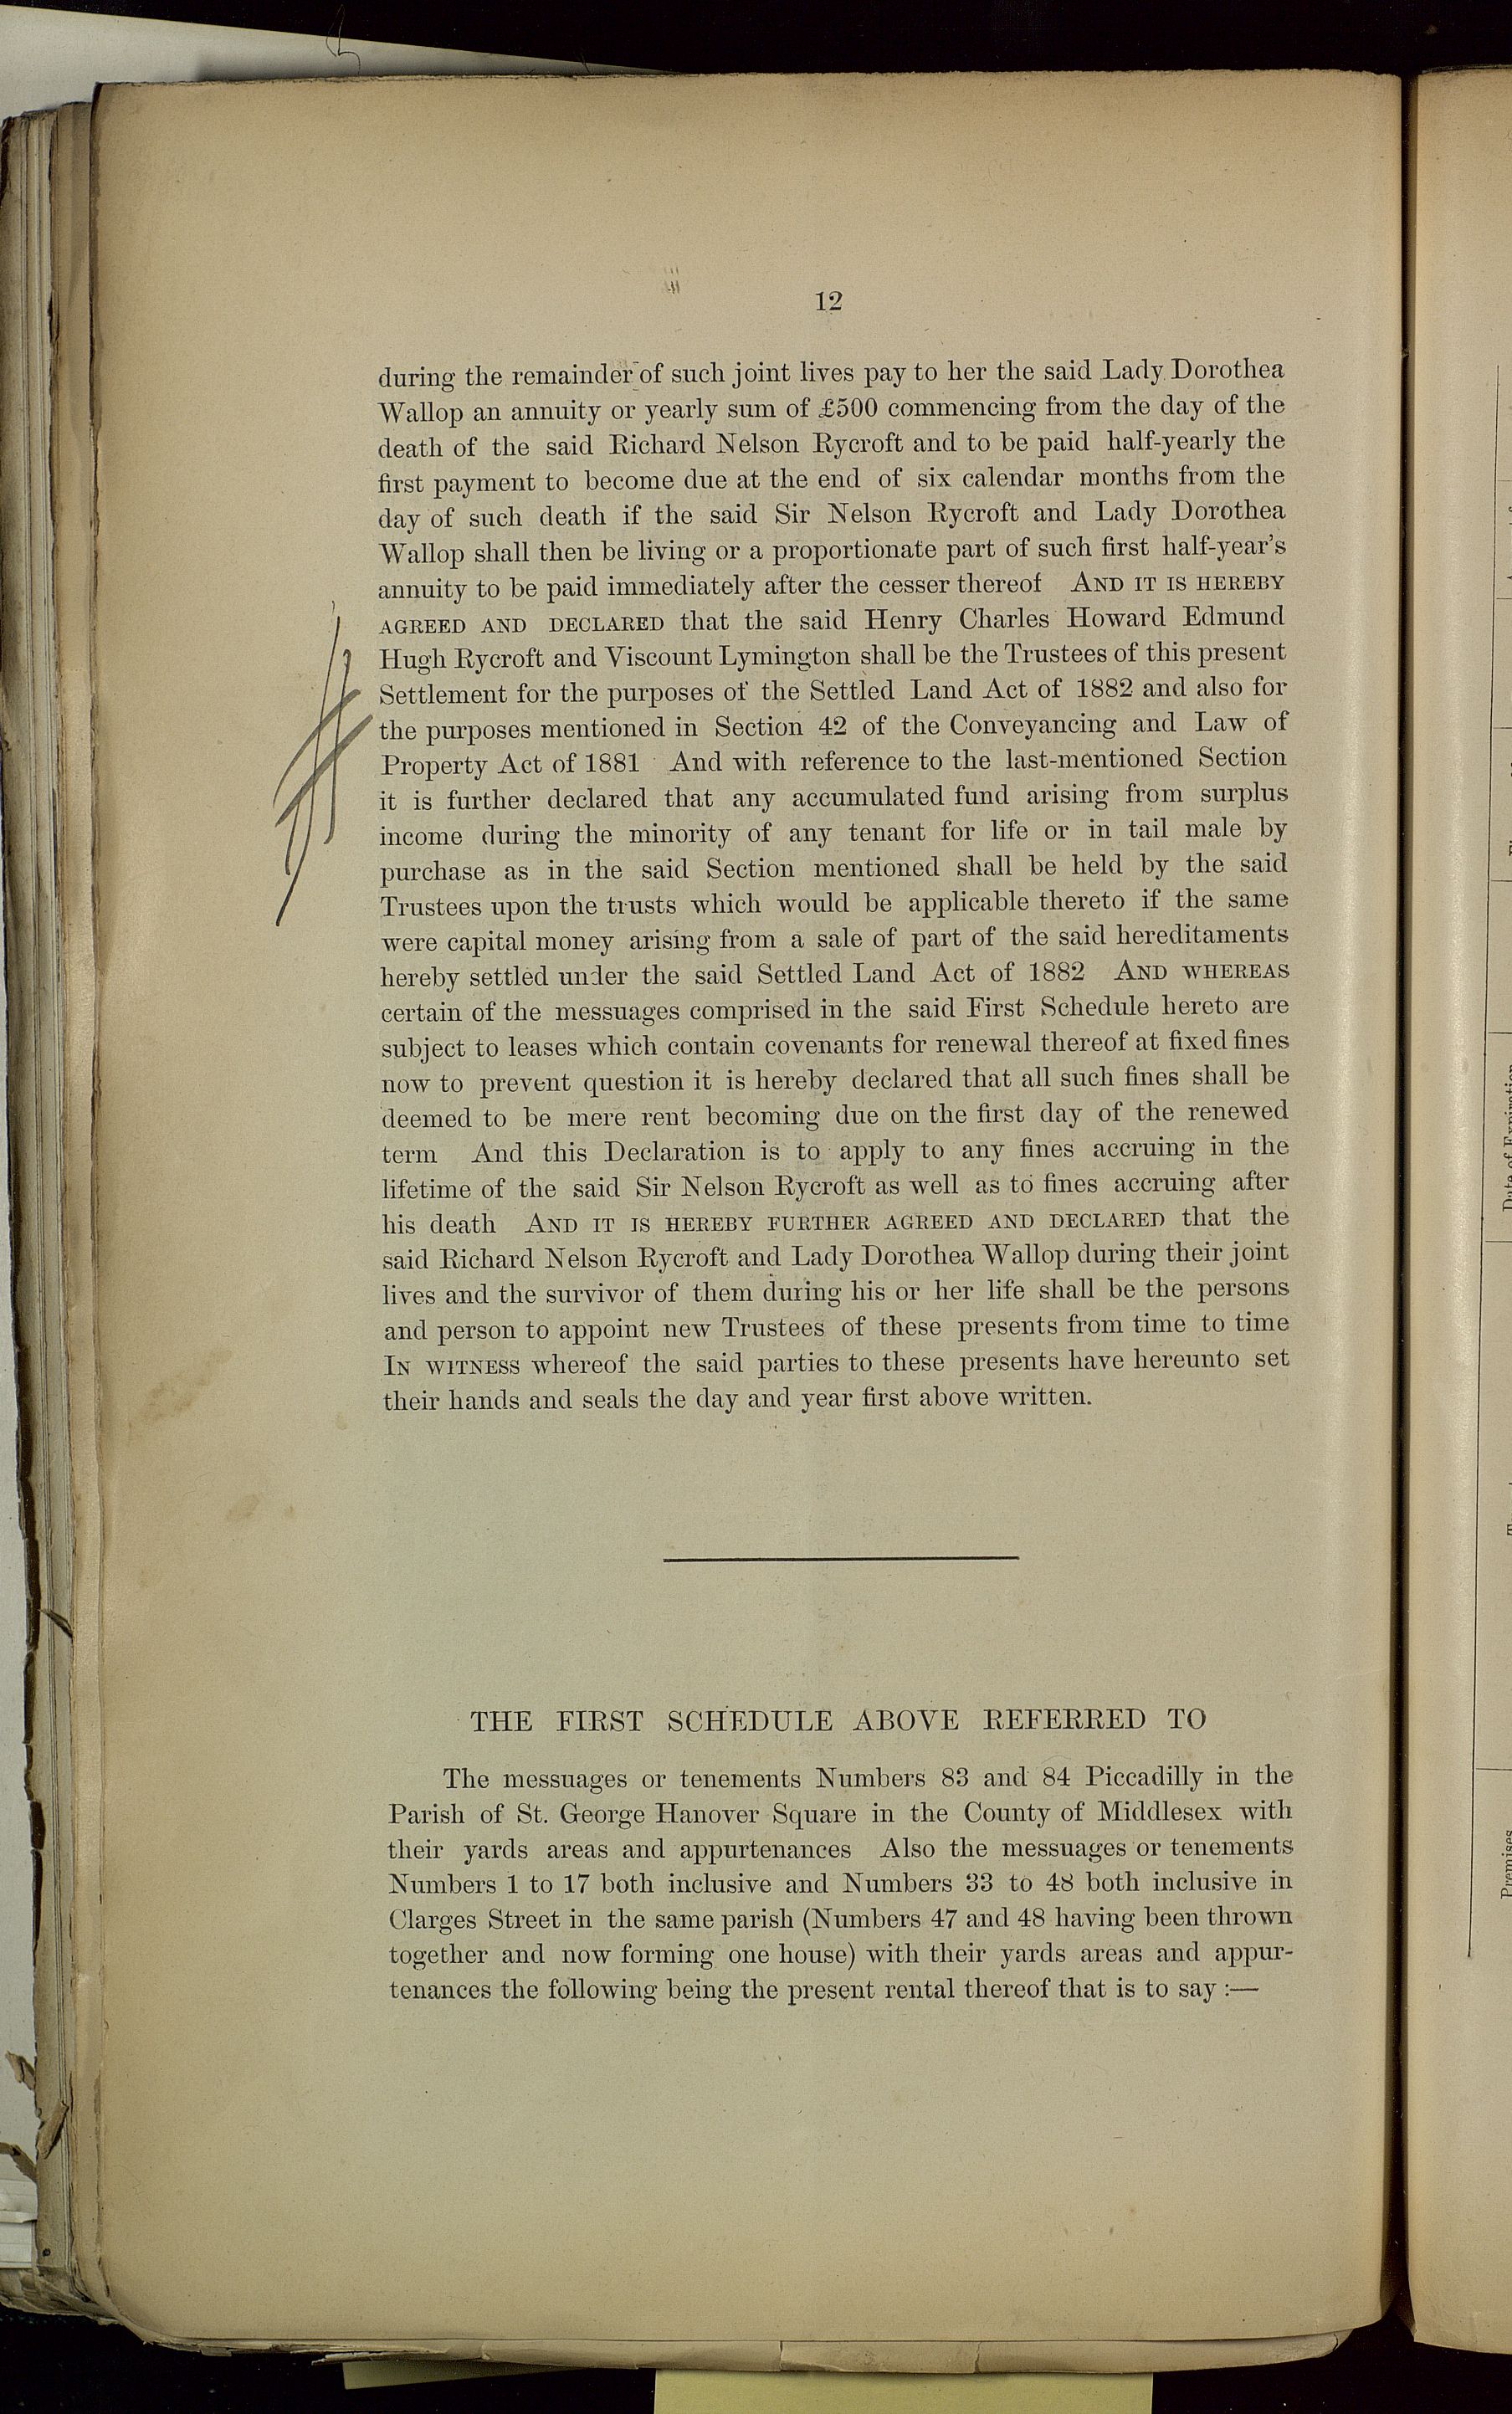 12
during the remainder of such joint lives pay to her the said Lady Dorothea
Wallop an annuity or yearly sum of £500 commencing from the day of the
death of the said Richard Nelson Rycroft and to be paid half-yearly the
first payment to become due at the end of six calendar months from the
day of such death if the said Sir Nelson Rycroft and Lady Dorothea
Wallop shall then be living or a proportionate part of such first half-year's
annuity to be paid immediately after the cesser thereof AND IT IS HEREBY
AGREED AND DECLARED that the said Henry Charles Howard Edmund
Hugh Rycroft and Viscount Lymington shall be the Trustees of this present
Settlement for the purposes of the Settled Land Act of 1882 and also for
the purposes mentioned in Section 42 of the Conveyancing and Law of
Property Act of 1881 And with reference to the last-mentioned Section
it is further declared that any accumulated fund arising from surplus
income during the minority of any tenant for life or in tail male by
purchase as in the said Section mentioned shall be held by the said
Trustees upon the trusts which would be applicable thereto if the same
were capital money arising from a sale of part of the said hereditaments
hereby settled under the said Settled Land Act of 1882 AND WHEREAS
certain of the messuages comprised in the said First Schedule hereto are
subject to leases which contain covenants for renewal thereof at fixed fines
now to prevent question it is hereby declared that all such fines shall be
deemed to be mere rent becoming due on the first day of the renewed
term And this Declaration is to apply to any fines accruing in the
lifetime of the said Sir Nelson Rycroft as well as to fines accruing after
his death AND IT IS HEREBY FURTHER AGREED AND DECLARED that the
said Richard Nelson Rycroft and Lady Dorothea Wallop during their joint
lives and the survivor of them during his or her life shall be the persons
and person to appoint new Trustees of these presents from time to time
IN WITNESS whereof the said parties to these presents have hereunto set
their hands and seals the day and year first above written.
THE FIRST SCHEDULE ABOVE REFERRED TO
The messuages or tenements Numbers 83 and 84 Piccadilly in the
Parish of St. George Hanover Square in the County of Middlesex with
their yards areas and appurtenances Also the messuages or tenements
Numbers 1 to 17 both inclusive and Numbers 33 to 48 both inclusive in
Clarges Street in the same parish (Numbers 47 and 48 having been thrown
together and now forming one house) with their yards areas and appur-
tenances the following being the present rental thereof that is to say :—
Premises